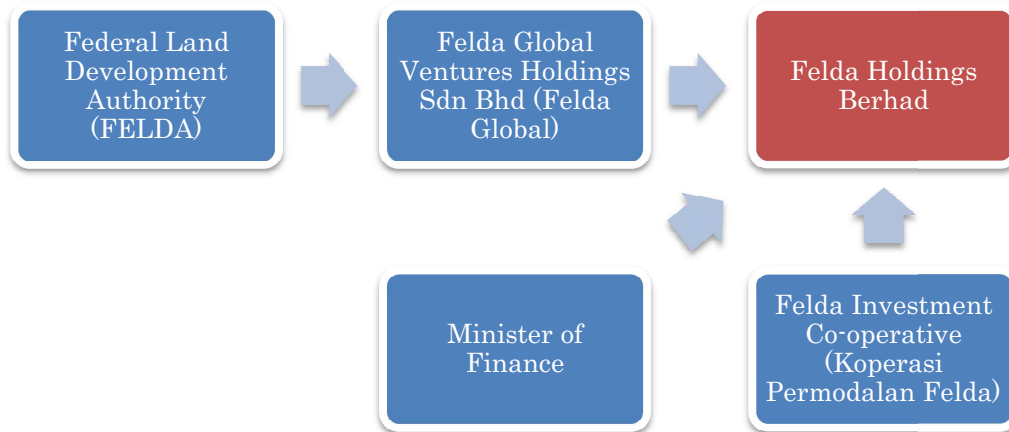 Federal Land
Development
Authority
(FELDA)
Felda Global
Ventures Holdings
Sdn Bhd (Felda
Global)
Felda Holdings
Berhad
Minister of
Finance
Felda Investment
Co-operative
(Koperasi
Permodalan Felda)